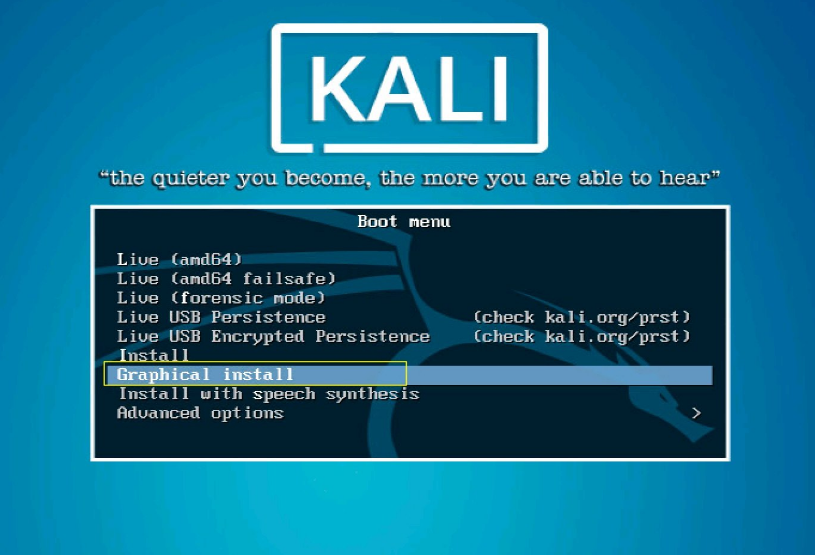 KALI
“the quieter you become, the more you are able to hear”
Boot menu
Live (amd64)
Live (amd64 failsafe)
Live (forensic mode)
Live USB Persistence (check kali.org/prst)
Live USB Encrypted Persistence (check kali.org/prst)
Install
Graphical install
Install with speech synthesis
Advanced options >